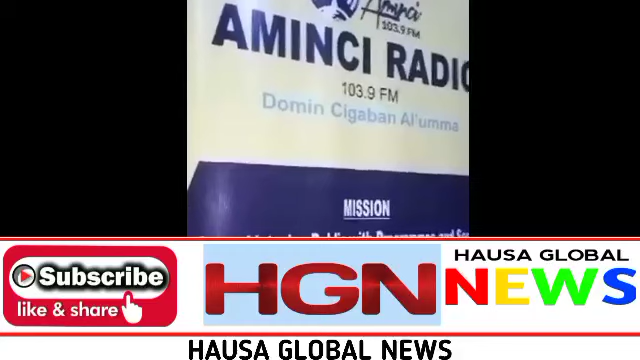 Aminci
103.9 FM
AMINCI RADIO
103.9 FM
Domin Cigaban Al'umma
MISSION
Subscribe
like & share
HGN
HAUSA GLOBAL
NEWS
HAUSA GLOBAL NEWS